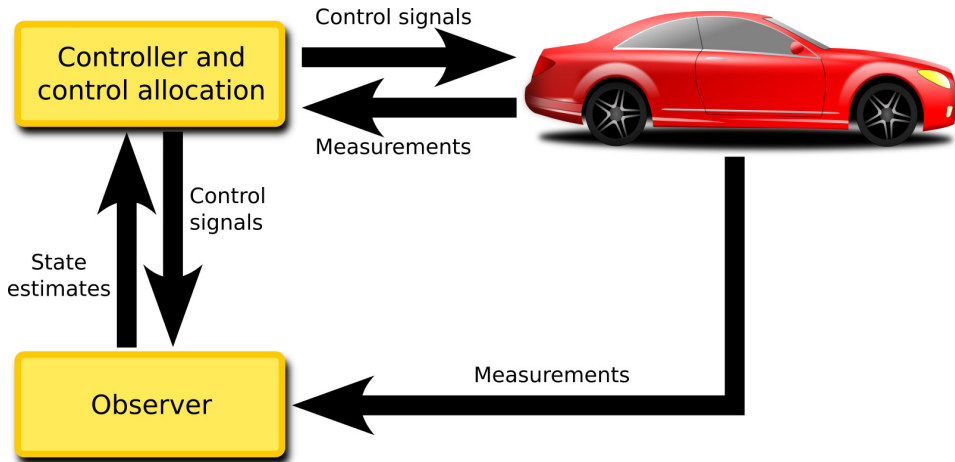 Control signals
Controller and
control allocation
Measurements
Control
signals
State
estimates
Measurements
Observer